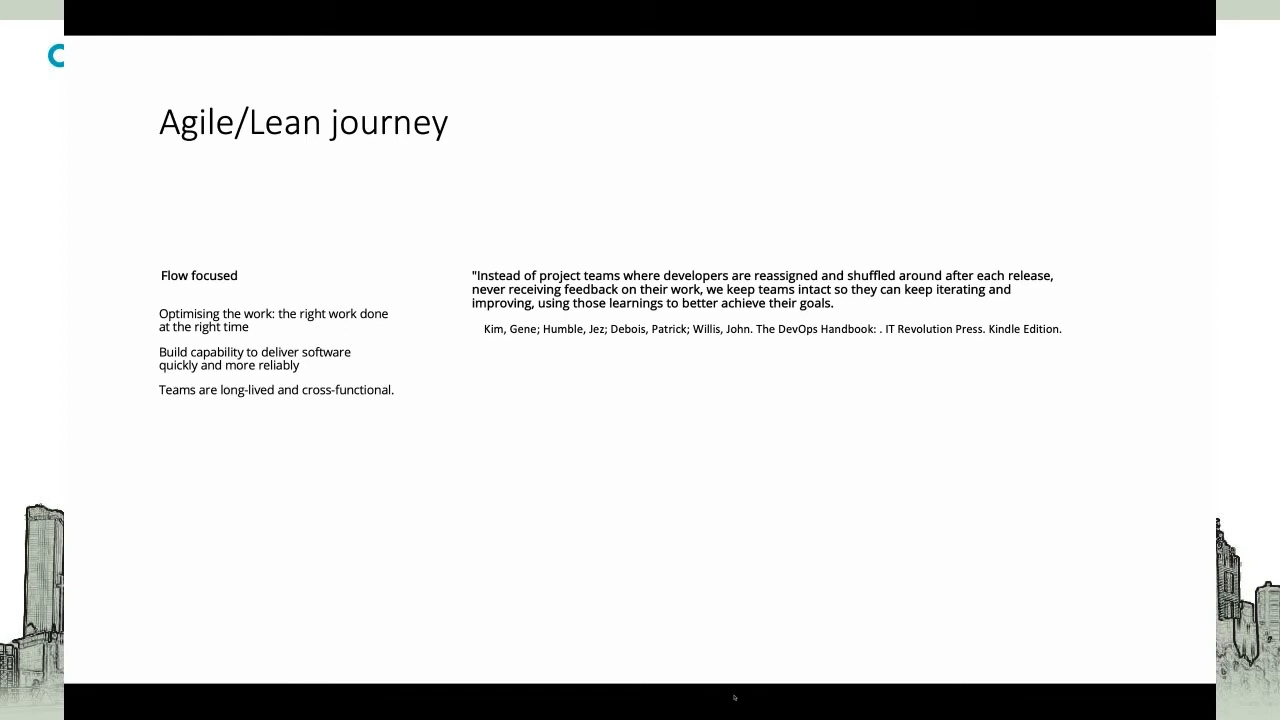 Agile/Lean journey
Flow focused
Optimising the work: the right work done
at the right time
Build capability to deliver software
quickly and more reliably
Teams are long-lived and cross-functional.
"Instead of project teams where developers are reassigned and shuffled around after each release,
never receiving feedback on their work, we keep teams intact so they can keep iterating and
improving, using those learnings to better achieve their goals.
Kim, Gene; Humble, Jez; Debois, Patrick; Willis, John. The DevOps Handbook: . IT Revolution Press. Kindle Edition.